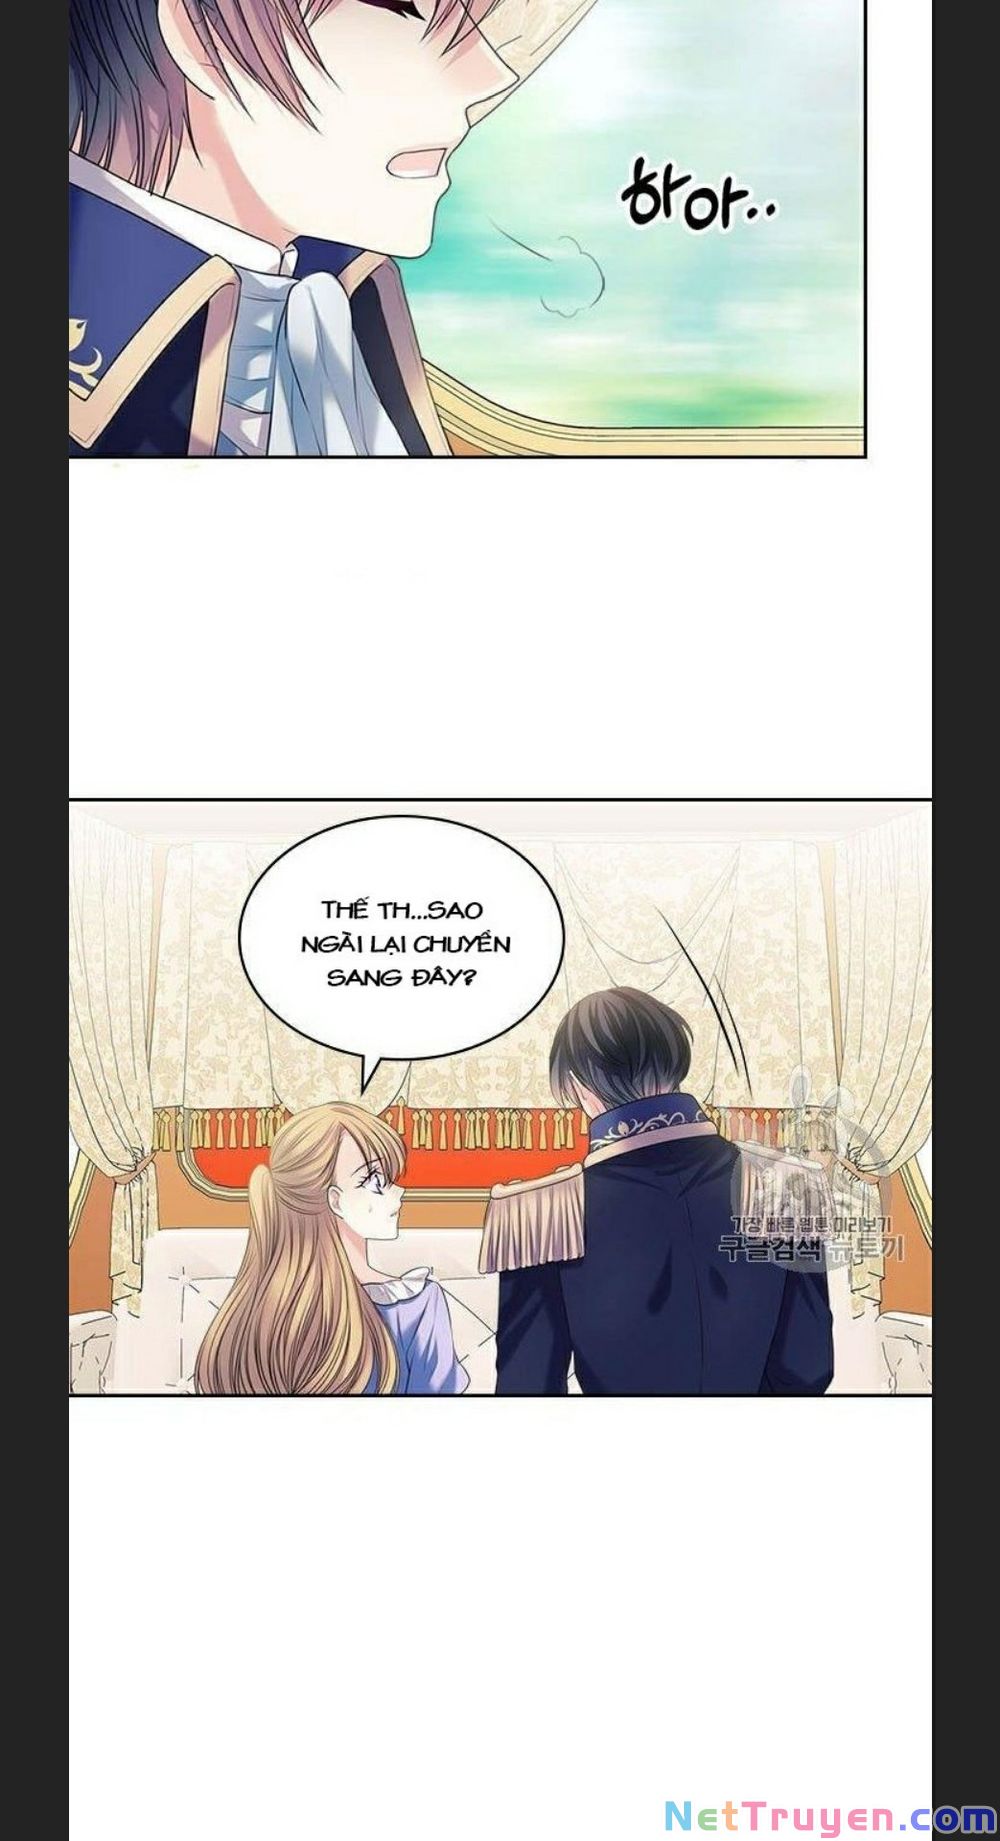 하아..
THẾ TH...SAO
NGÀI LẠI CHUYỂN
SANG ĐÂY?
가장 빠른 웹툰 미리보기
구글검색 뉴토끼
NetTruyen.com